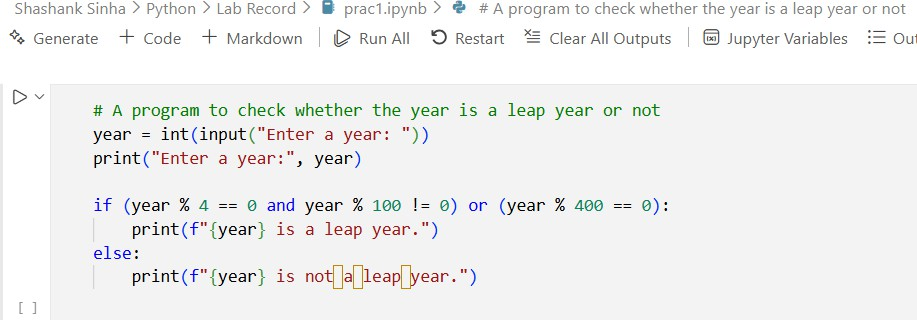 Shashank Sinha > Python > Lab Record > prac1.ipynb > # A program to check whether the year is a leap year or not
Generate + Code + Markdown | Run All Restart Clear All Outputs | Jupyter Variables Out
# A program to check whether the year is a leap year or not
year = int(input("Enter a year: "))
print("Enter a year:", year)
if (year % 4 == 0 and year % 100 != 0) or (year % 400 == 0):
    print(f"{year} is a leap year.")
else:
    print(f"{year} is not a leap year.")
[ ]